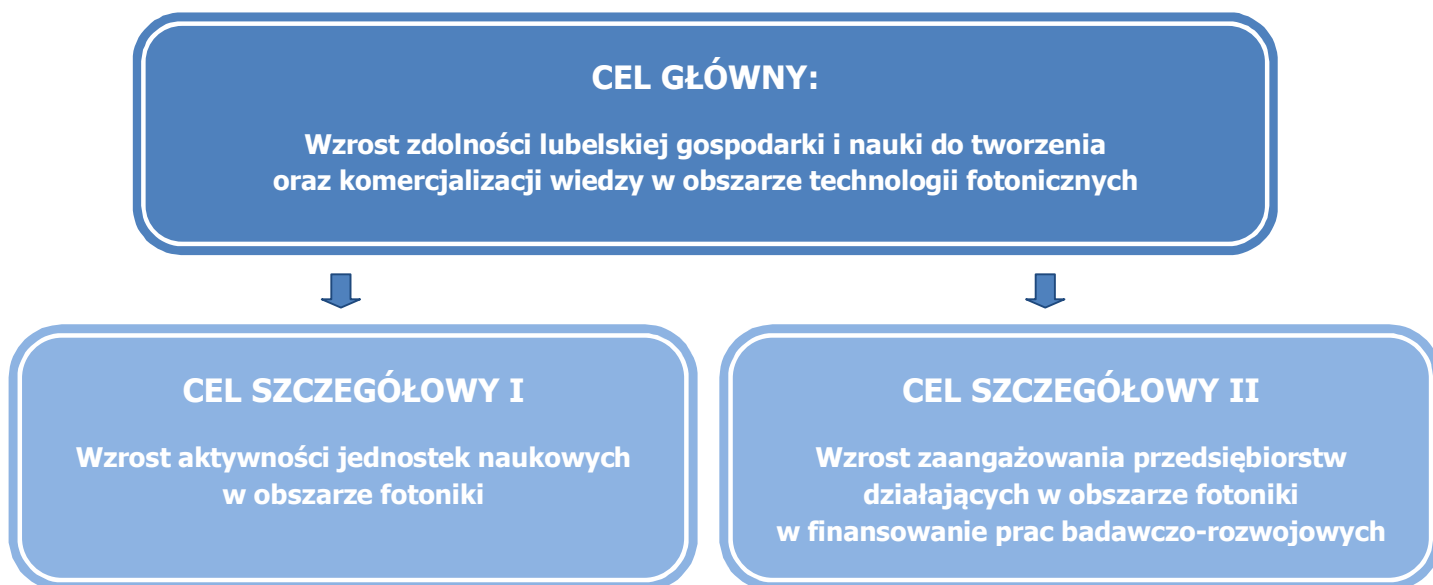 CEL GŁÓWNY:
Wzrost zdolności lubelskiej gospodarki i nauki do tworzenia
oraz komercjalizacji wiedzy w obszarze technologii fotonicznych
CEL SZCZEGÓŁOWY I
Wzrost aktywności jednostek naukowych
w obszarze fotoniki
CEL SZCZEGÓŁOWY II
Wzrost zaangażowania przedsiębiorstw
działających w obszarze fotoniki
w finansowanie prac badawczo-rozwojowych